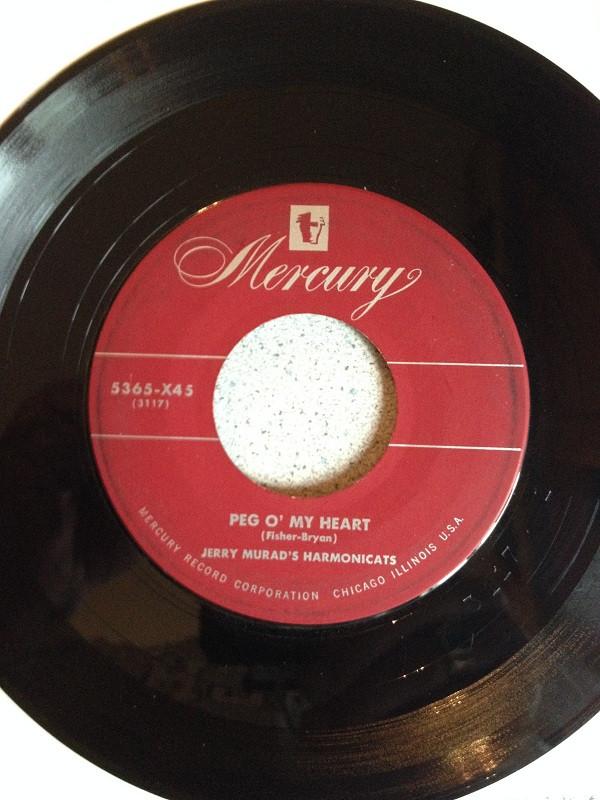 Mercury
5365-X45
(3117)
PEG O' MY HEART
(Fisher-Bryan)
JERRY MURAD'S HARMONICATS
MERCURY RECORD CORPORATION CHICAGO ILLINOIS U.S.A.